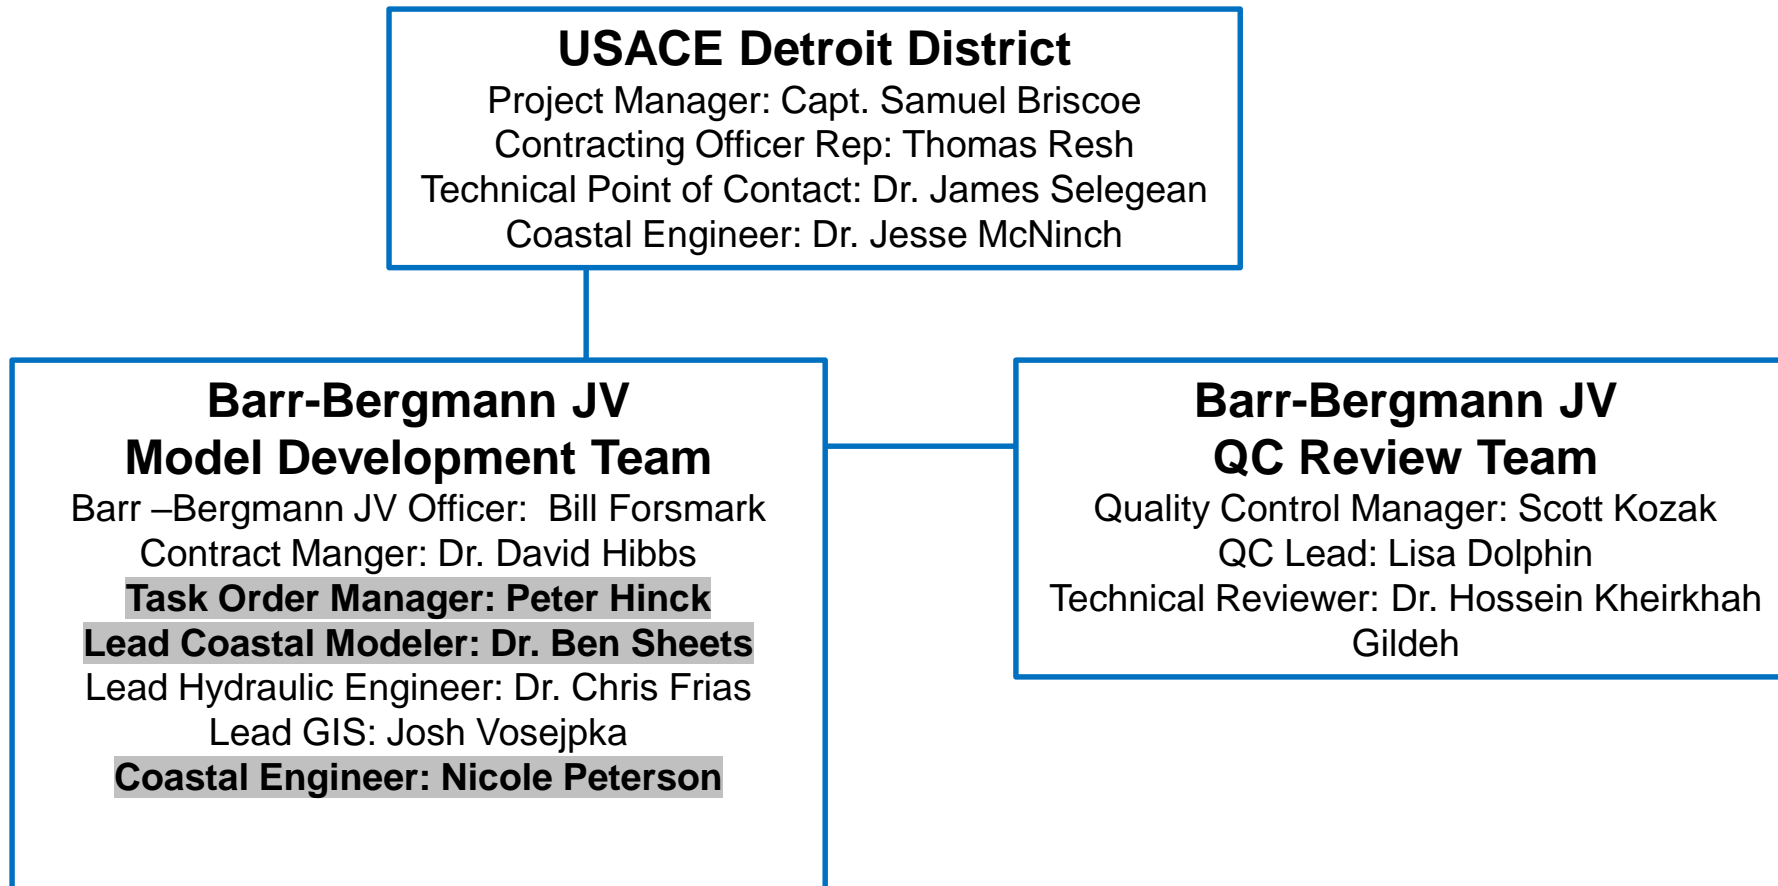 USACE Detroit District
Project Manager: Capt. Samuel Briscoe
Contracting Officer Rep: Thomas Resh
Technical Point of Contact: Dr. James Selegean
Coastal Engineer: Dr. Jesse McNinch
Barr-Bergmann JV
Model Development Team
Barr –Bergmann JV Officer:  Bill Forsmark
Contract Manger: Dr. David Hibbs
Task Order Manager: Peter Hinck
Lead Coastal Modeler: Dr. Ben Sheets
Lead Hydraulic Engineer: Dr. Chris Frias
Lead GIS: Josh Vosejpka
Coastal Engineer: Nicole Peterson
Barr-Bergmann JV
QC Review Team
Quality Control Manager: Scott Kozak
QC Lead: Lisa Dolphin
Technical Reviewer: Dr. Hossein Kheirkhah
Gildeh